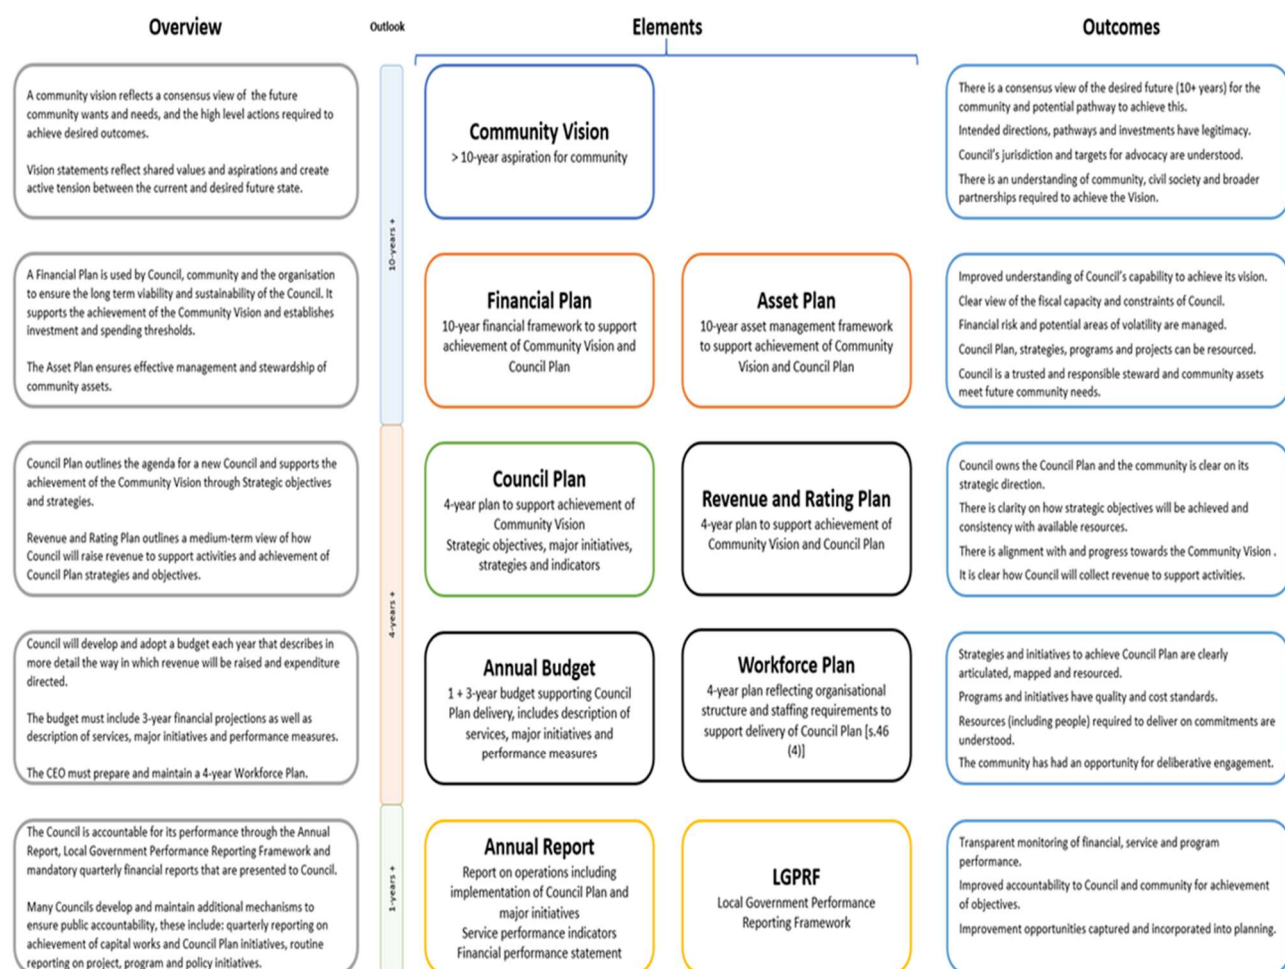 Overview
Outlook
Elements
Outcomes
A community vision reflects a consensus view of the future
community wants and needs, and the high level actions required to
achieve desired outcomes.
Vision statements reflect shared values and aspirations and create
active tension between the current and desired future state.
10-years +
Community Vision
> 10-year aspiration for community
There is a consensus view of the desired future (10+ years) for the
community and potential pathway to achieve this.
Intended directions, pathways and investments have legitimacy.
Council's jurisdiction and targets for advocacy are understood.
There is an understanding of community, civil society and broader
partnerships required to achieve the Vision.
A Financial Plan is used by Council, community and the organisation
to ensure the long term viability and sustainability of the Council. It
supports the achievement of the Community Vision and establishes
investment and spending thresholds.
The Asset Plan ensures effective management and stewardship of
community assets.
Financial Plan
10-year financial framework to support
achievement of Community Vision and
Council Plan
Asset Plan
10-year asset management framework
to support achievement of Community
Vision and Council Plan
Improved understanding of Council's capability to achieve its vision.
Clear view of the fiscal capacity and constraints of Council.
Financial risk and potential areas of volatility are managed.
Council Plan, strategies, programs and projects can be resourced.
Council is a trusted and responsible steward and community assets
meet future community needs.
Council Plan outlines the agenda for a new Council and supports the
achievement of the Community Vision through Strategic objectives
and strategies.
Revenue and Rating Plan outlines a medium-term view of how
Council will raise revenue to support activities and achievement of
Council Plan strategies and objectives.
4-years +
Council Plan
4-year plan to support achievement of
Community Vision
Strategic objectives, major initiatives,
strategies and indicators
Revenue and Rating Plan
4-year plan to support achievement of
Community Vision and Council Plan
Council owns the Council Plan and the community is clear on its
strategic direction.
There is clarity on how strategic objectives will be achieved and
consistency with available resources.
There is alignment with and progress towards the Community Vision .
It is clear how Council will collect revenue to support activities.
Council will develop and adopt a budget each year that describes in
more detail the way in which revenue will be raised and expenditure
directed.
The budget must include 3-year financial projections as well as
description of services, major initiatives and performance measures.
The CEO must prepare and maintain a 4-year Workforce Plan.
Annual Budget
1 + 3-year budget supporting Council
Plan delivery, includes description of
services, major initiatives and
performance measures
Workforce Plan
4-year plan reflecting organisational
structure and staffing requirements to
support delivery of Council Plan [s.46
(4)]
Strategies and initiatives to achieve Council Plan are clearly
articulated, mapped and resourced.
Programs and initiatives have quality and cost standards.
Resources (including people) required to deliver on commitments are
understood.
The community has had an opportunity for deliberative engagement.
The Council is accountable for its performance through the Annual
Report, Local Government Performance Reporting Framework and
mandatory quarterly financial reports that are presented to Council.
Many Councils develop and maintain additional mechanisms to
ensure public accountability, these include: quarterly reporting on
achievement of capital works and Council Plan initiatives, routine
reporting on project, program and policy initiatives.
1-years +
Annual Report
Report on operations including
implementation of Council Plan and
major initiatives
Service performance indicators
Financial performance statement
LGPRF
Local Government Performance
Reporting Framework
Transparent monitoring of financial, service and program
performance.
Improved accountability to Council and community for achievement
of objectives.
Improvement opportunities captured and incorporated into planning.